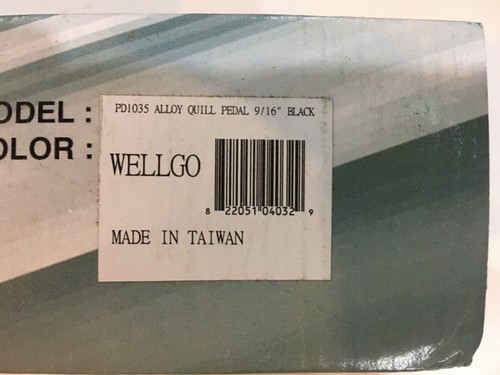 ODEL :
PD1035 ALLOY QUILL PEDAL 9/16" BLACK
OLOR :
WELLGO
8 22051 04032 9
MADE IN TAIWAN